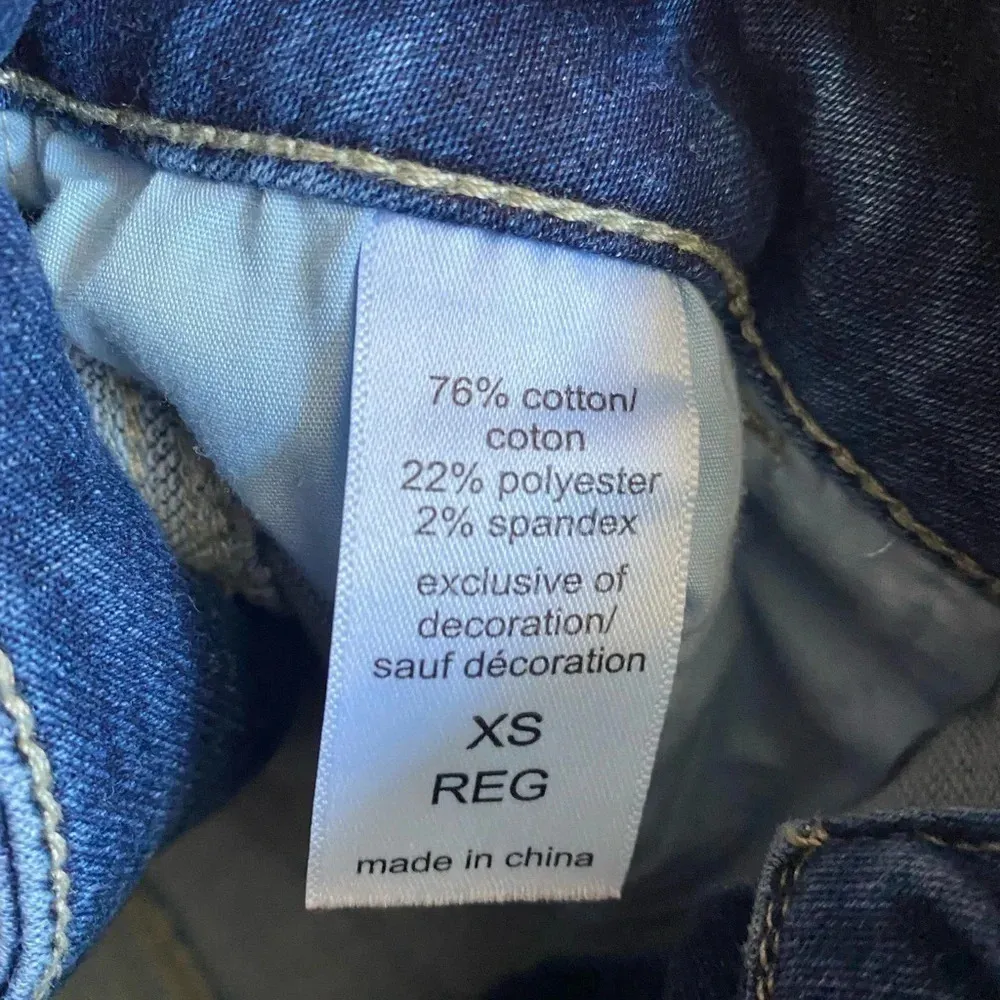 76% cotton/
coton
22% polyester
2% spandex
exclusive of
decoration/
sauf décoration
XS
REG
made in china